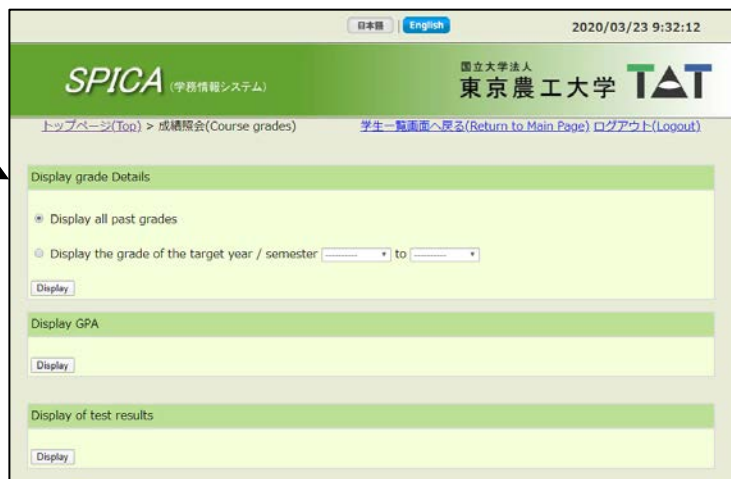 日本語 | English 2020/03/23 9:32:12
SPICA (学務情報システム)
国立大学法人
東京農工大学 TAT
トップページ(Top) > 成績照会(Course grades) 学生一覧画面へ戻る(Return to Main Page) ログアウト(Logout)
Display grade Details
Display all past grades
Display the grade of the target year / semester ---------- to ----------
Display
Display GPA
Display
Display of test results
Display